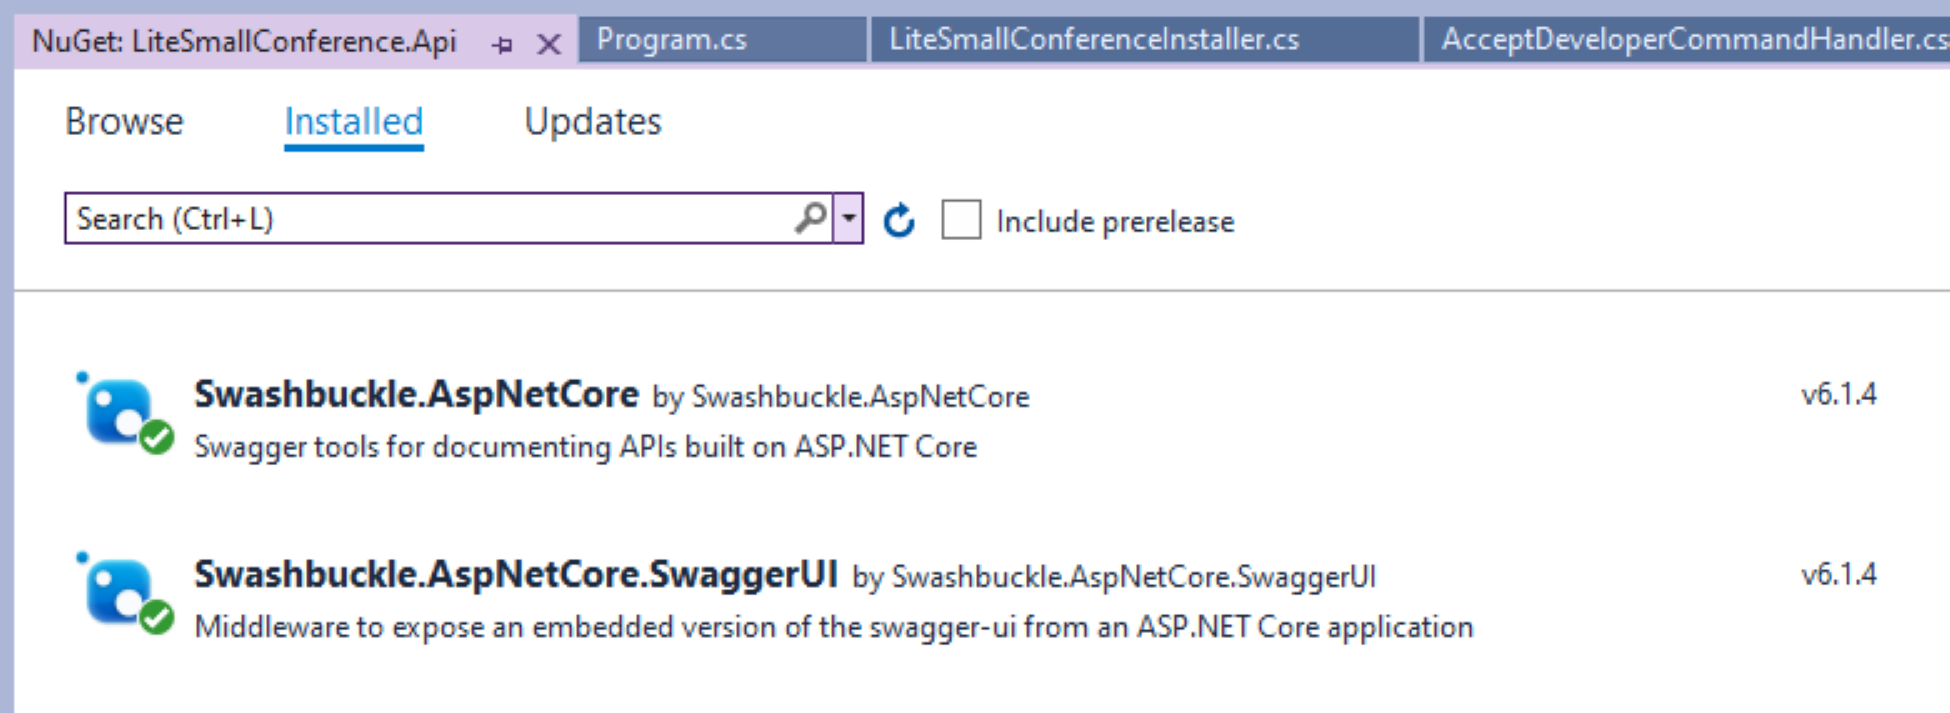 NuGet: LiteSmallConference.Api Program.cs LiteSmallConferenceInstaller.cs AcceptDeveloperCommandHandler.cs
Browse Installed Updates
Search (Ctrl+L) Include prerelease
Swashbuckle.AspNetCore by Swashbuckle.AspNetCore v6.1.4
Swagger tools for documenting APIs built on ASP.NET Core
Swashbuckle.AspNetCore.SwaggerUI by Swashbuckle.AspNetCore.SwaggerUI v6.1.4
Middleware to expose an embedded version of the swagger-ui from an ASP.NET Core application